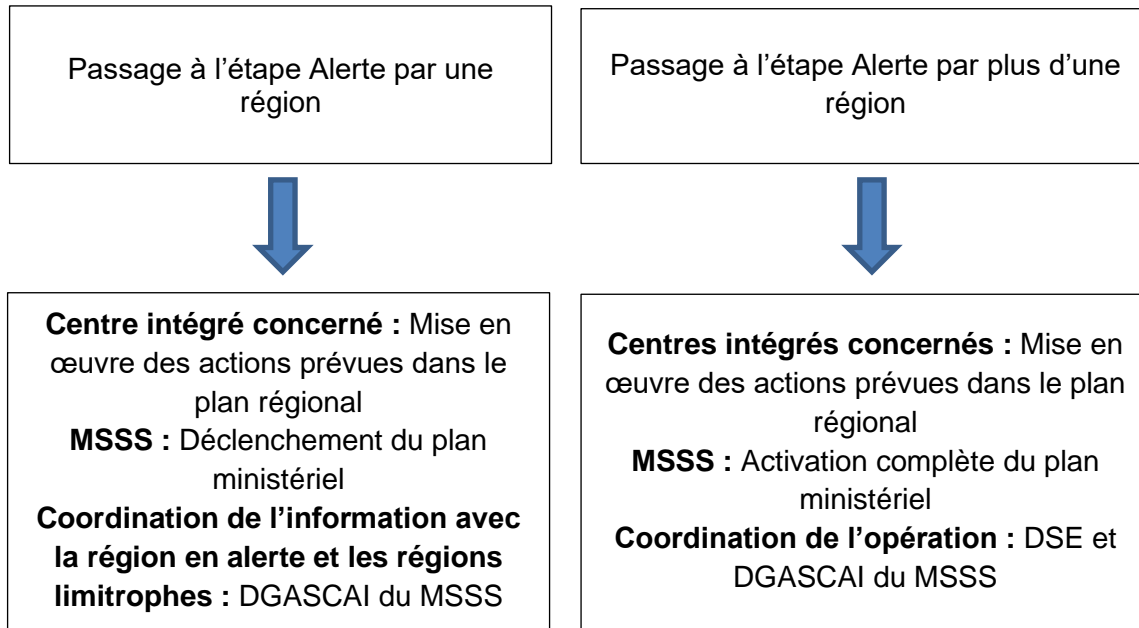 Passage à l’étape Alerte par une
région
Passage à l’étape Alerte par plus d’une
région
Centre intégré concerné : Mise en
œuvre des actions prévues dans le
plan régional
MSSS : Déclenchement du plan
ministériel
Coordination de l’information avec
la région en alerte et les régions
limitrophes : DGASCAI du MSSS
Centres intégrés concernés : Mise en
œuvre des actions prévues dans le plan
régional
MSSS : Activation complète du plan
ministériel
Coordination de l’opération : DSE et
DGASCAI du MSSS